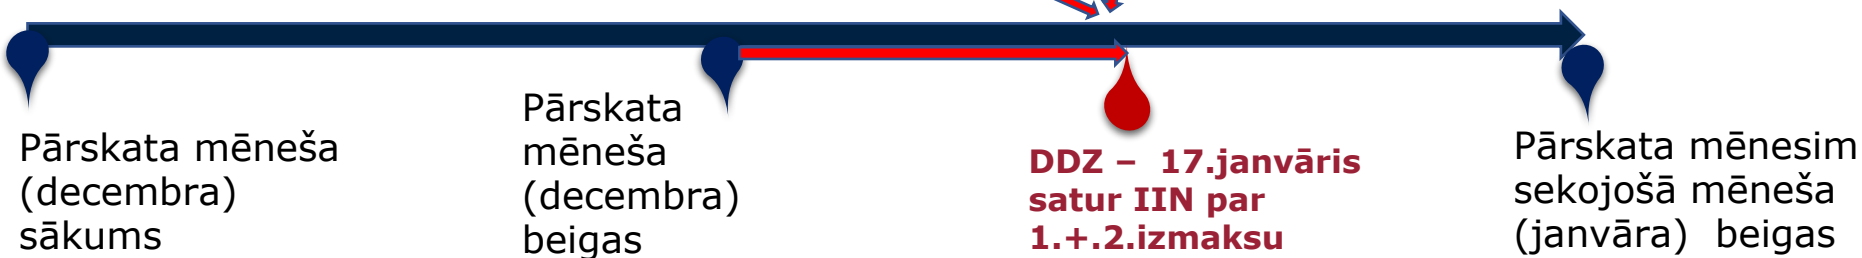 Pārskata mēneša
(decembra)
sākums
Pārskata
mēneša
(decembra)
beigas
DDZ – 17.janvāris
satur IIN par
1.+.2.izmaksu
Pārskata mēnesim
sekojošā mēneša
(janvāra) beigas